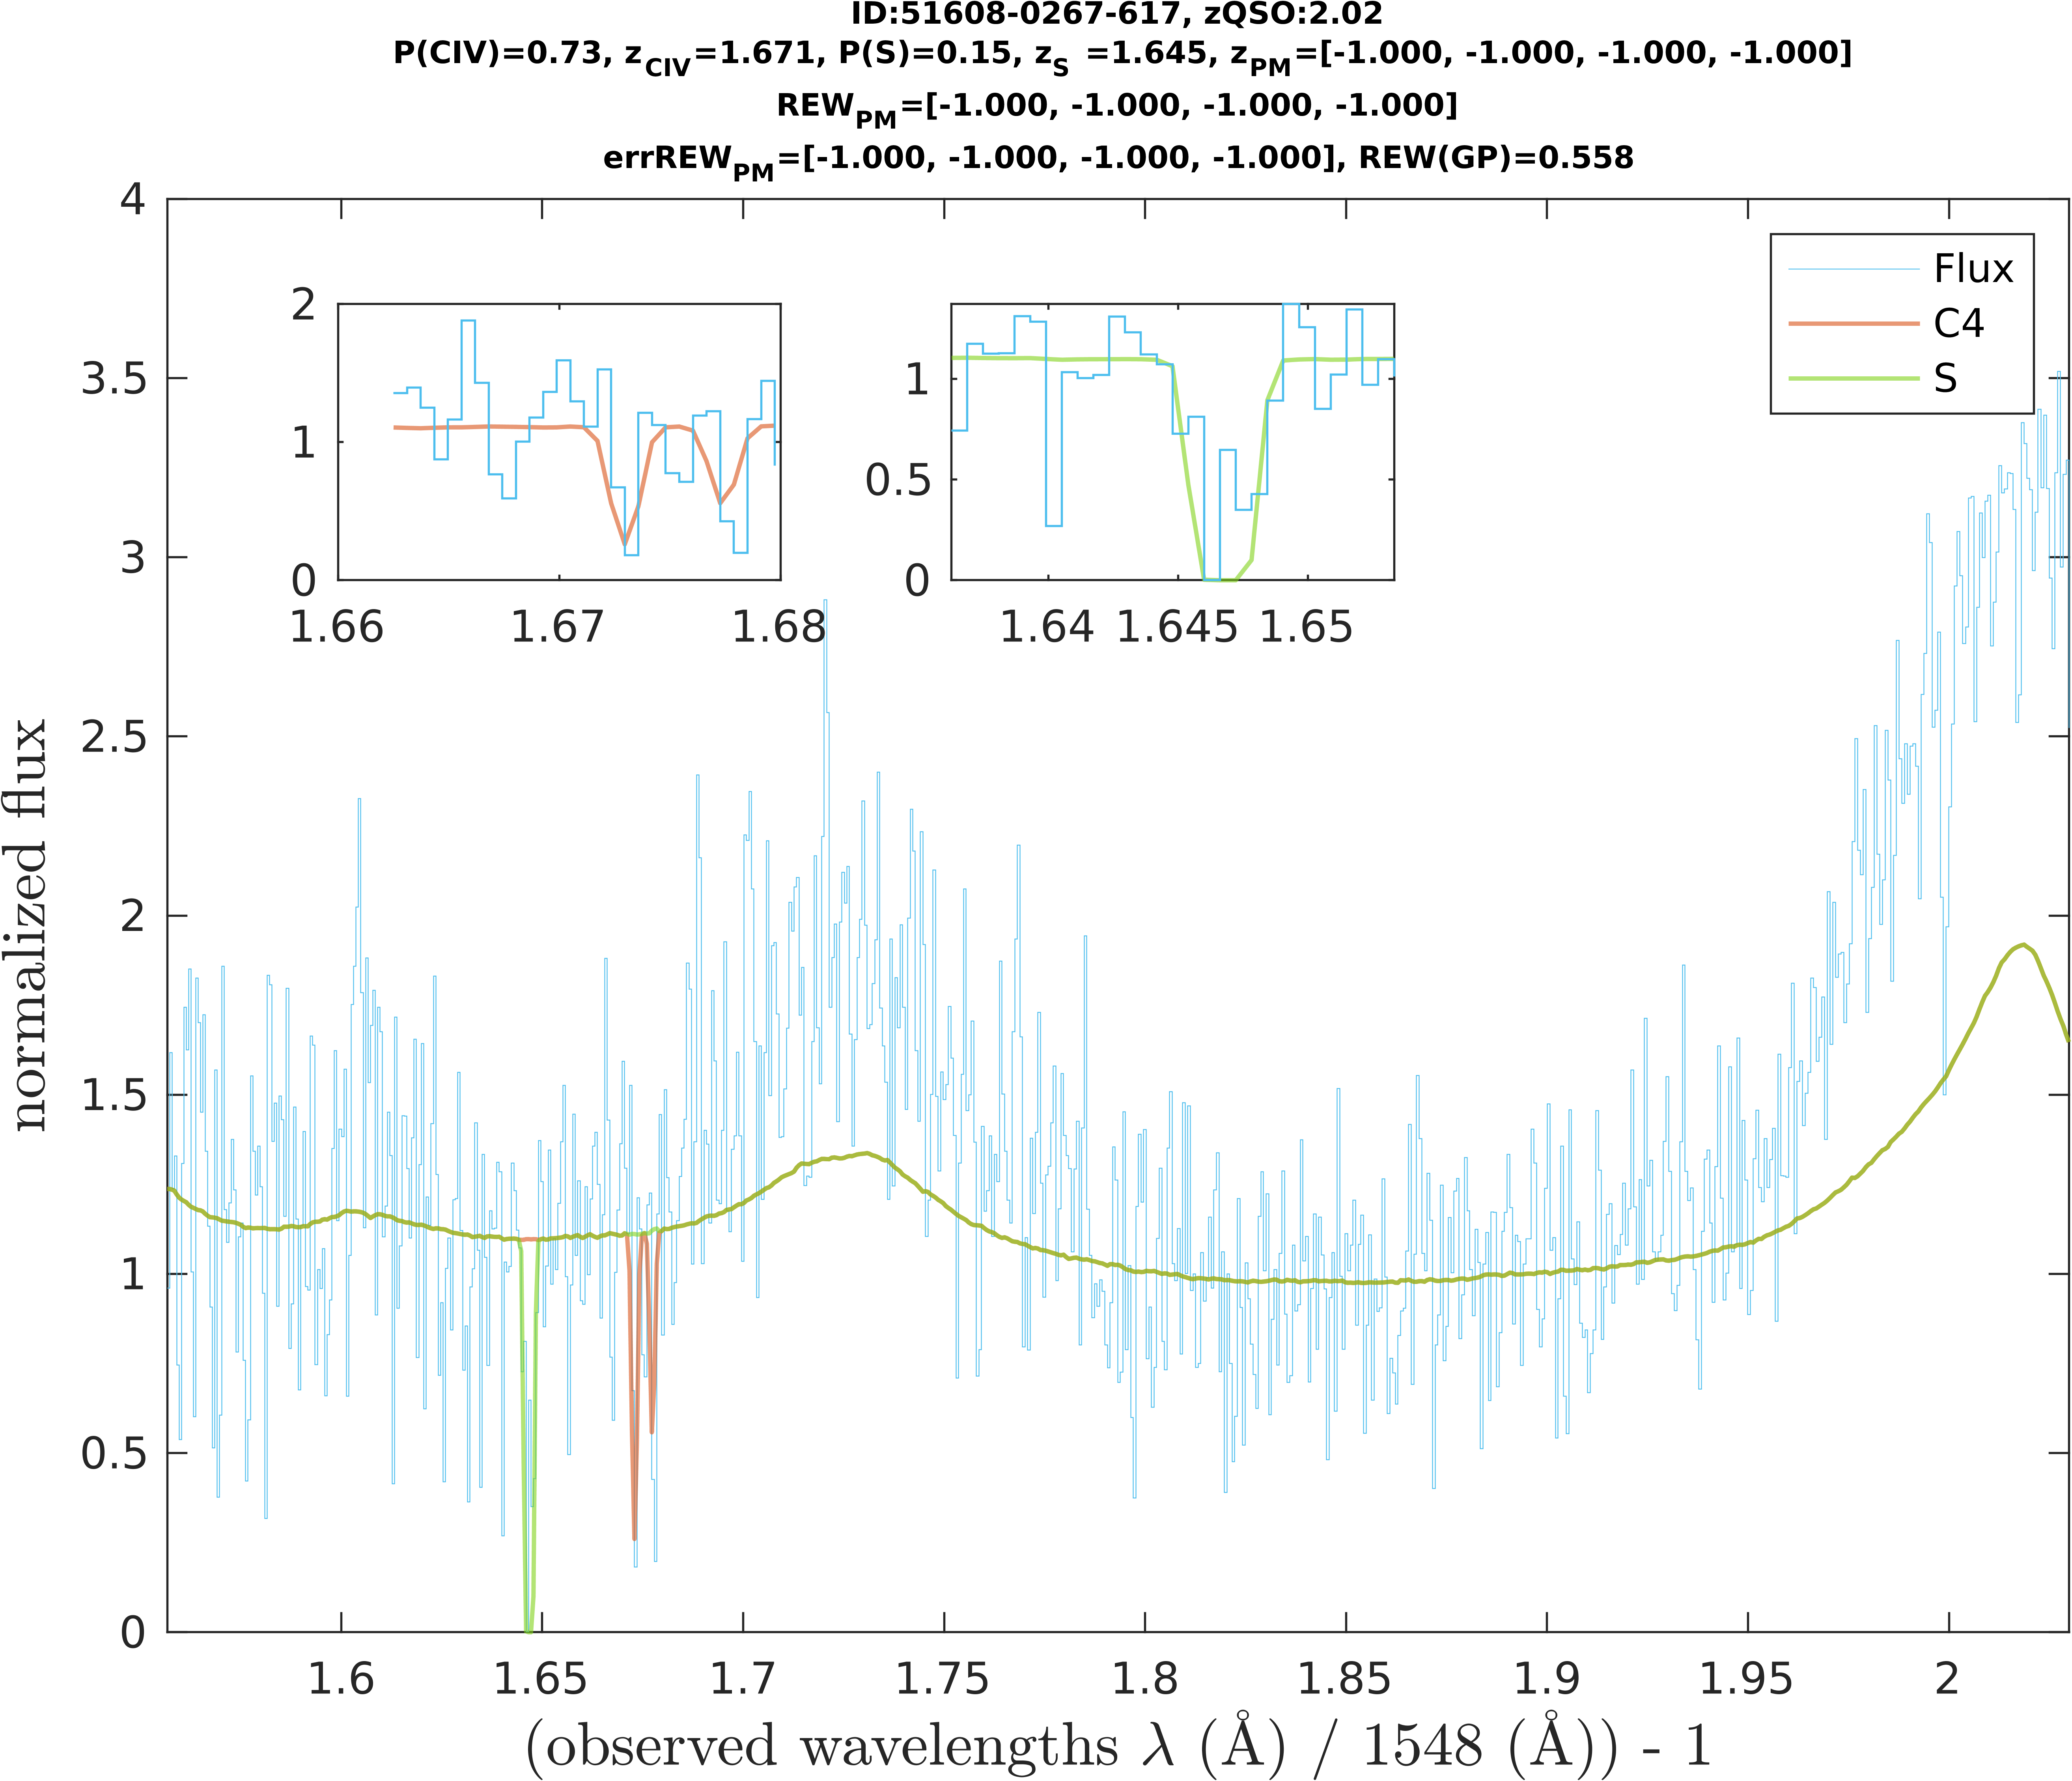 ID:51608-0267-617, zQSO:2.02
P(CIV)=0.73, zCIV=1.671, P(S)=0.15, zS =1.645, zPM=[-1.000, -1.000, -1.000, -1.000]
REWPM=[-1.000, -1.000, -1.000, -1.000]
errREWPM=[-1.000, -1.000, -1.000, -1.000], REW(GP)=0.558
4
3.5
3
2.5
2
1.5
1
0.5
0
normalized flux
2
1
0
1.66 1.67 1.68
1
0.5
0
1.64 1.645 1.65
Flux
C4
S
1.6 1.65 1.7 1.75 1.8 1.85 1.9 1.95 2
(observed wavelengths λ (Å) / 1548 (Å)) - 1